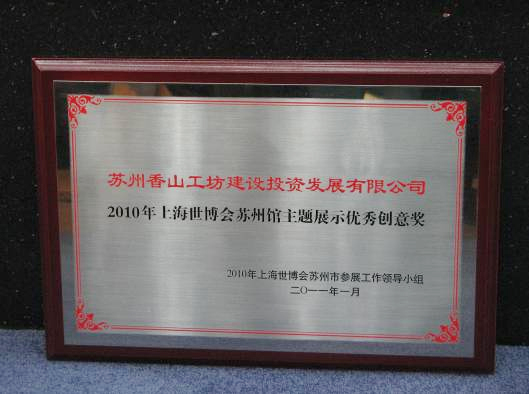 苏州香山工坊建设投资发展有限公司
2010年上海世博会苏州馆主题展示优秀创意奖
2010年上海世博会苏州市参展工作领导小组
二〇一一年一月